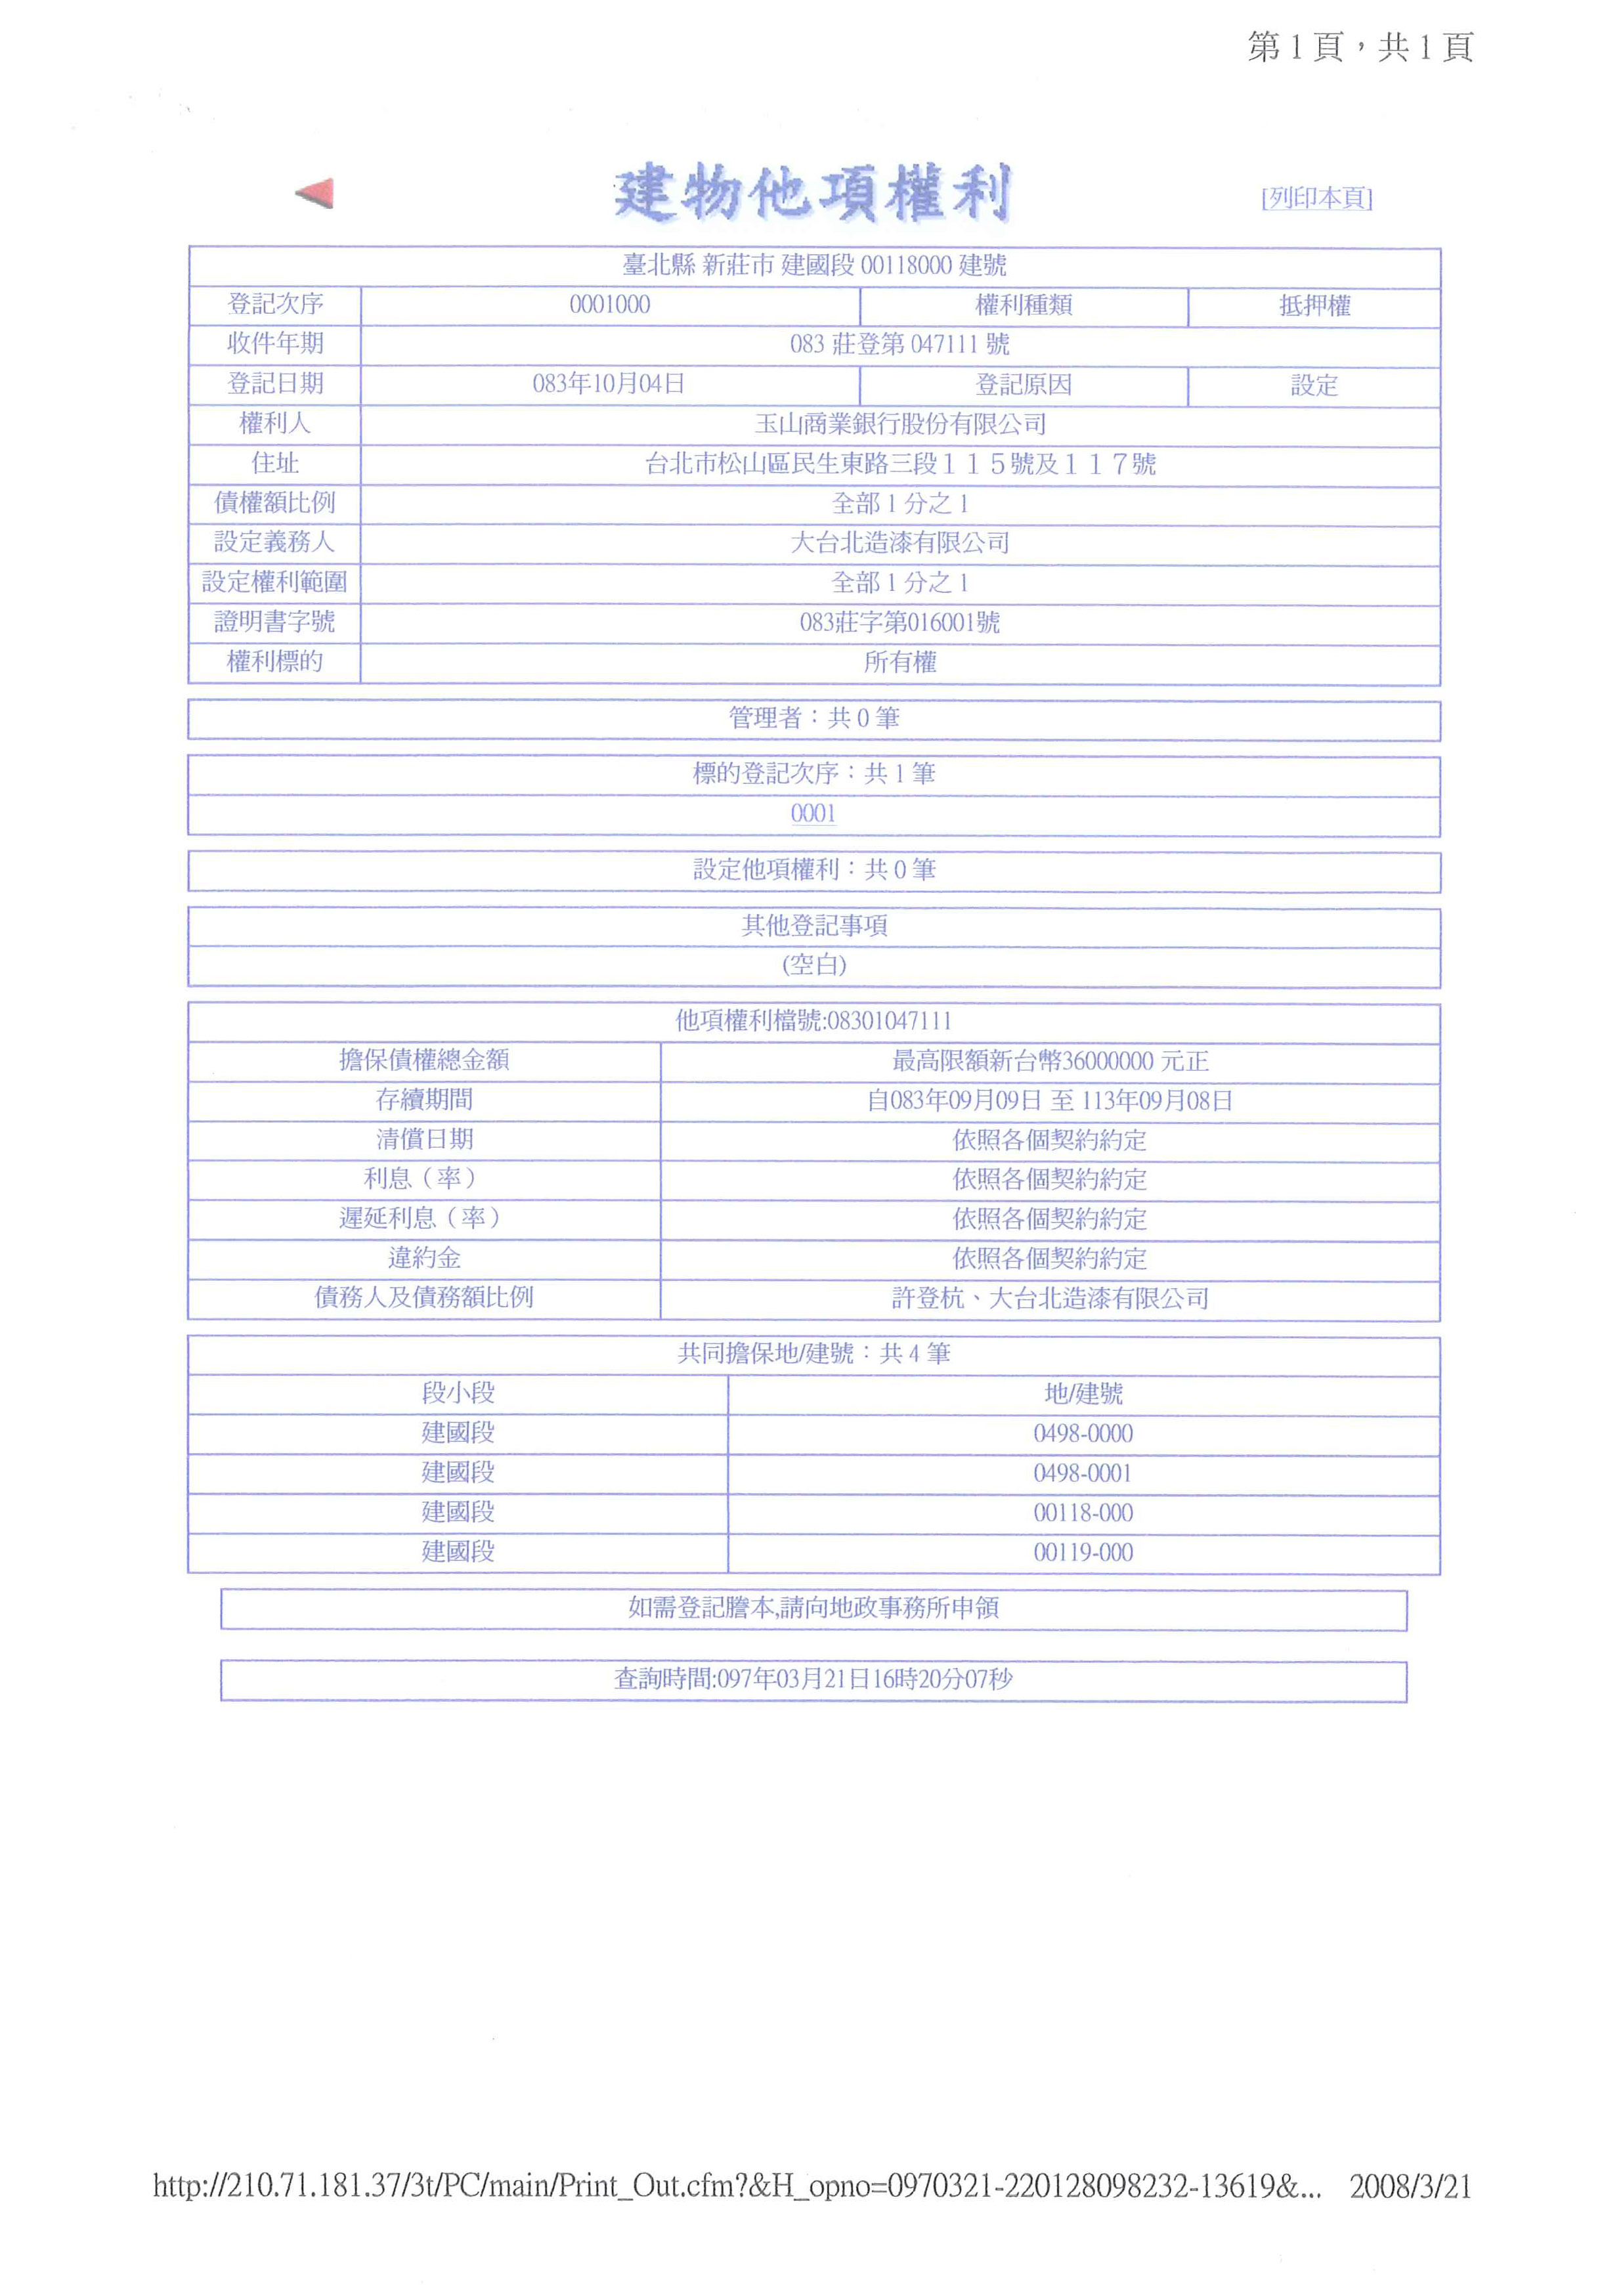 第1頁，共1頁
建物他項權利
[列印本頁]
臺北縣 新莊市 建國段 00118000 建號
登記次序 0001000 權利種類 抵押權
收件年期 083 莊登第 047111 號
登記日期 083年10月04日 登記原因 設定
權利人 玉山商業銀行股份有限公司
住址 台北市松山區民生東路三段１１５號及１１７號
債權額比例 全部 1 分之 1
設定義務人 大台北造漆有限公司
設定權利範圍 全部 1 分之 1
證明書字號 083莊字第016001號
權利標的 所有權
管理者：共 0 筆
標的登記次序：共 1 筆
0001
設定他項權利：共 0 筆
其他登記事項
(空白)
他項權利檔號:08301047111
擔保債權總金額 最高限額新台幣36000000 元正
存續期間 自083年09月09日 至 113年09月08日
清償日期 依照各個契約約定
利息（率） 依照各個契約約定
遲延利息（率） 依照各個契約約定
違約金 依照各個契約約定
債務人及債務額比例 許登杭、大台北造漆有限公司
共同擔保地/建號：共 4 筆
段小段 地/建號
建國段 0498-0000
建國段 0498-0001
建國段 00118-000
建國段 00119-000
如需登記謄本,請向地政事務所申領
查詢時間:097年03月21日16時20分07秒
http://210.71.181.37/3t/PC/main/Print_Out.cfm?&H_opno=0970321-220128098232-13619&... 2008/3/21